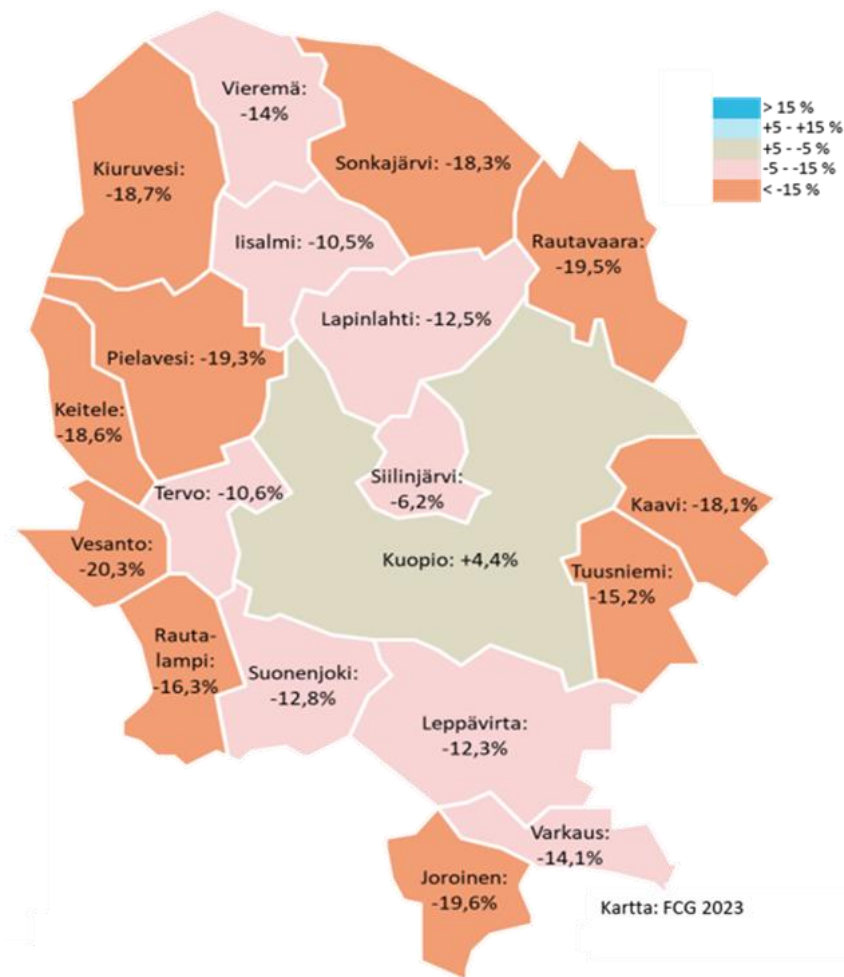 Vieremä:
-14%
> 15 %
+5 - +15 %
+5 - -5 %
-5 - -15 %
< -15 %
Kiuruvesi:
-18,7%
Sonkajärvi: -18,3%
Iisalmi: -10,5%
Rautavaara:
-19,5%
Lapinlahti: -12,5%
Pielavesi: -19,3%
Keitele:
-18,6%
Siilinjärvi:
-6,2%
Tervo: -10,6%
Kaavi: -18,1%
Vesanto:
-20,3%
Kuopio: +4,4%
Tuusniemi:
-15,2%
Rauta-
lampi:
-16,3%
Suonenjoki:
-12,8%
Leppävirta:
-12,3%
Varkaus:
-14,1%
Joroinen:
-19,6%
Kartta: FCG 2023